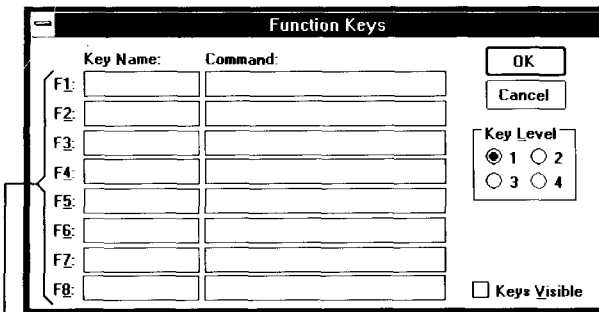 Function Keys
Key Name: Command:
F1:
F2:
F3:
F4:
F5:
F6:
F7:
F8:
OK
Cancel
Key Level
1 2
3 4
Keys Visible